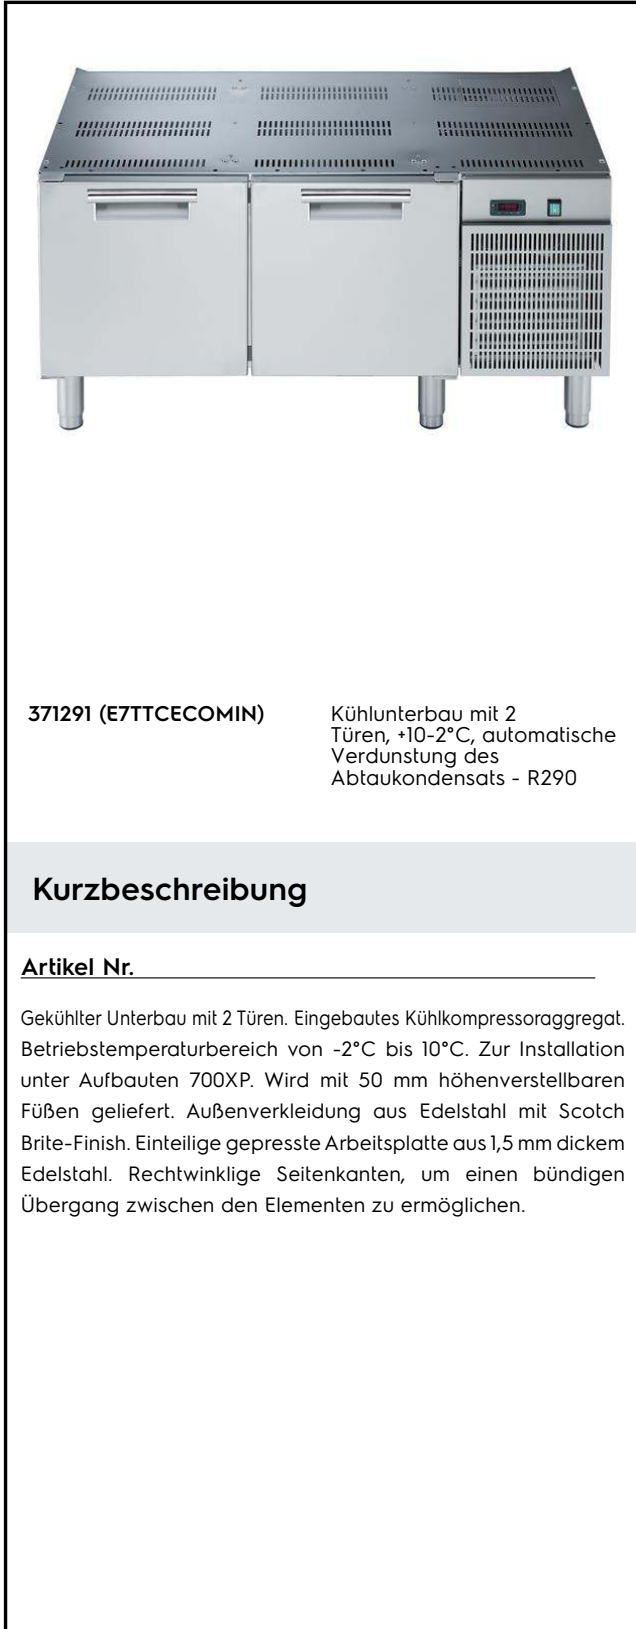 371291 (E7TTCECOMIN)
Kühlunterbau mit 2
Türen, +10-2°C, automatische
Verdunstung des
Abtaukondensats - R290
Kurzbeschreibung
Artikel Nr.
Gekühlter Unterbau mit 2 Türen. Eingebautes Kühlkompressoraggregat.
Betriebstemperaturbereich von -2°C bis 10°C. Zur Installation
unter Aufbauten 700XP. Wird mit 50 mm höhenverstellbaren
Füßen geliefert. Außenverkleidung aus Edelstahl mit Scotch
Brite-Finish. Einteilige gepresste Arbeitsplatte aus 1,5 mm dickem
Edelstahl. Rechtwinklige Seitenkanten, um einen bündigen
Übergang zwischen den Elementen zu ermöglichen.